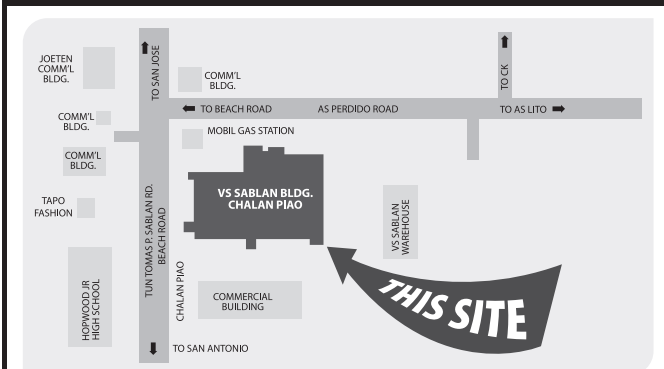 JOETEN
COMM'L
BLDG.
TO SAN JOSE
COMM'L
BLDG.
TO CK
TO BEACH ROAD
AS PERDIDO ROAD
TO AS LITO
COMM'L
BLDG.
MOBIL GAS STATION
COMM'L
BLDG.
VS SABLAN BLDG.
CHALAN PIAO
TAPO
FASHION
TUN TOMAS P. SABLAN RD.
BEACH ROAD
VS SABLAN
WAREHOUSE
HOPWOOD JR
HIGH SCHOOL
CHALAN PIAO
COMMERCIAL
BUILDING
THIS SITE
TO SAN ANTONIO